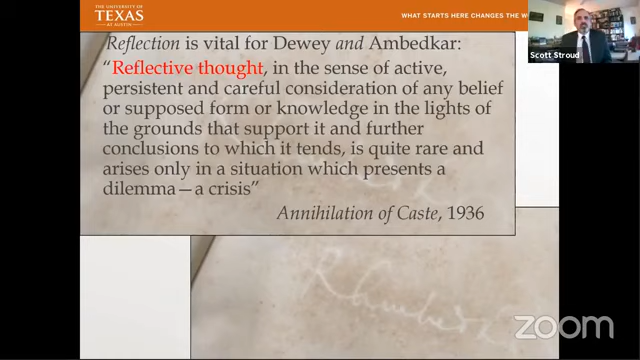 THE UNIVERSITY OF
TEXAS
AT AUSTIN
WHAT STARTS HERE CHANGES THE W
Scott Stroud
Reflection is vital for Dewey and Ambedkar:
“Reflective thought, in the sense of active,
persistent and careful consideration of any belief
or supposed form or knowledge in the lights of
the grounds that support it and further
conclusions to which it tends, is quite rare and
arises only in a situation which presents a
dilemma—a crisis”
Annihilation of Caste, 1936
zoom